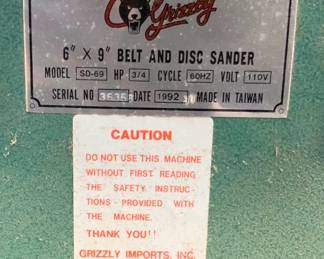 Grizzly
6" X 9" BELT AND DISC SANDER
MODEL SD-69 HP 3/4 CYCLE 60HZ VOLT 110V
SERIAL NO DATE 1992 MADE IN TAIWAN
CAUTION
DO NOT USE THIS MACHINE
WITHOUT FIRST READING
THE SAFETY INSTRUC-
TIONS PROVIDED WITH
THE MACHINE.
THANK YOU!!
GRIZZLY IMPORTS, INC.